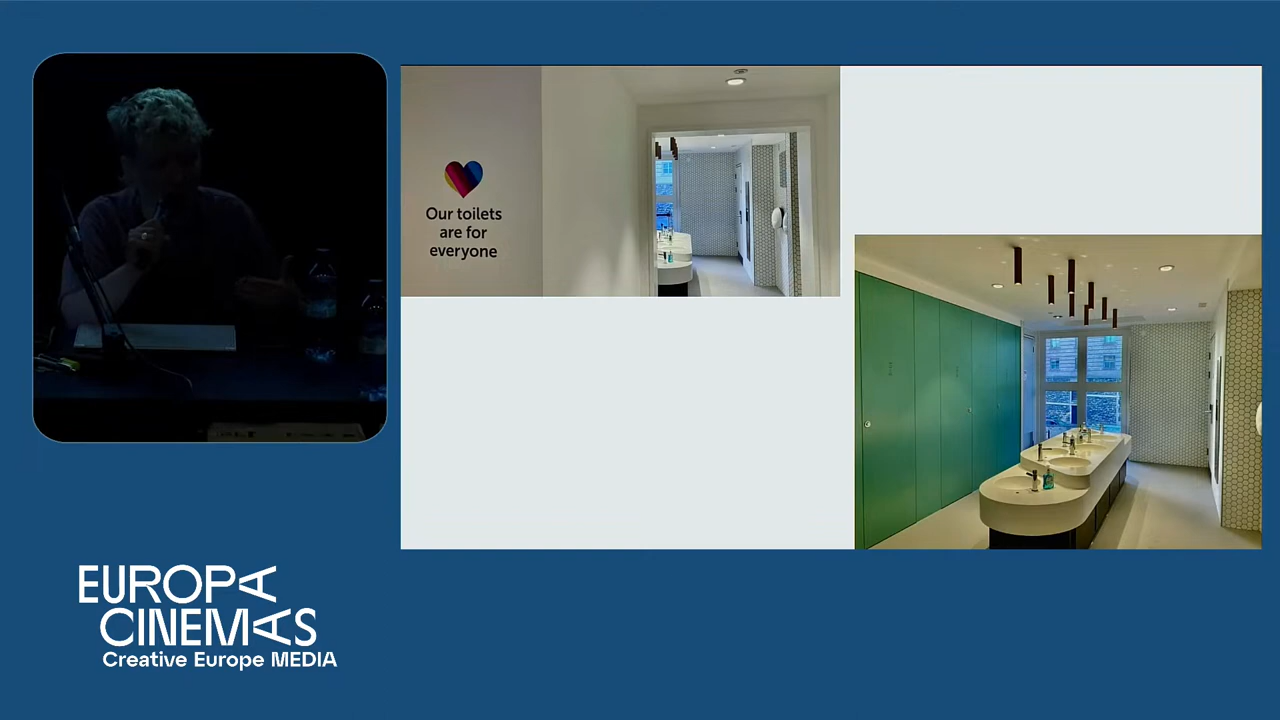 Our toilets
are for
everyone
EUROPA
CINEMAS
Creative Europe MEDIA